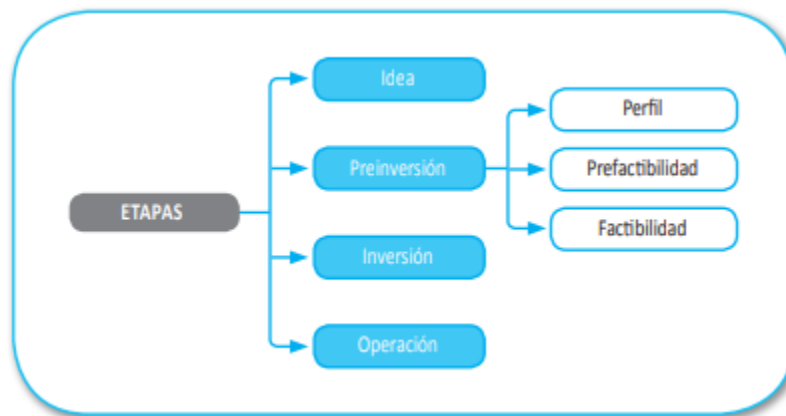 ETAPAS
Idea
Preinversión
Inversión
Operación
Perfil
Prefactibilidad
Factibilidad